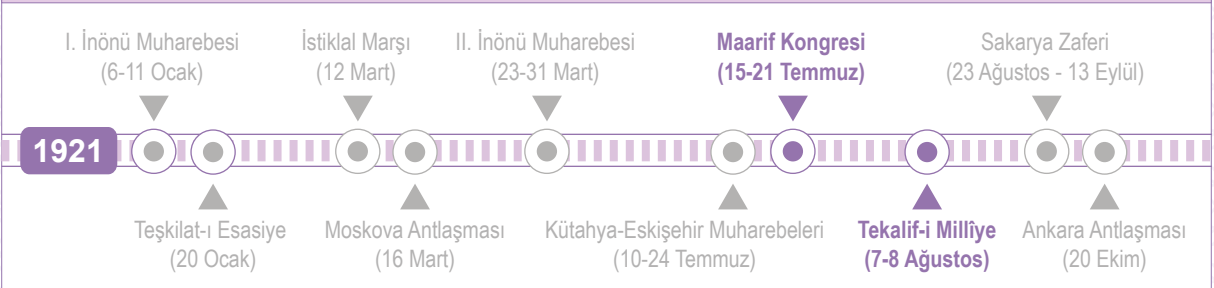 I. İnönü Muharebesi
(6-11 Ocak)
İstiklal Marşı
(12 Mart)
II. İnönü Muharebesi
(23-31 Mart)
Maarif Kongresi
(15-21 Temmuz)
Sakarya Zaferi
(23 Ağustos - 13 Eylül)
1921
Teşkilat-ı Esasiye
(20 Ocak)
Moskova Antlaşması
(16 Mart)
Kütahya-Eskişehir Muharebeleri
(10-24 Temmuz)
Tekalif-i Millîye
(7-8 Ağustos)
Ankara Antlaşması
(20 Ekim)